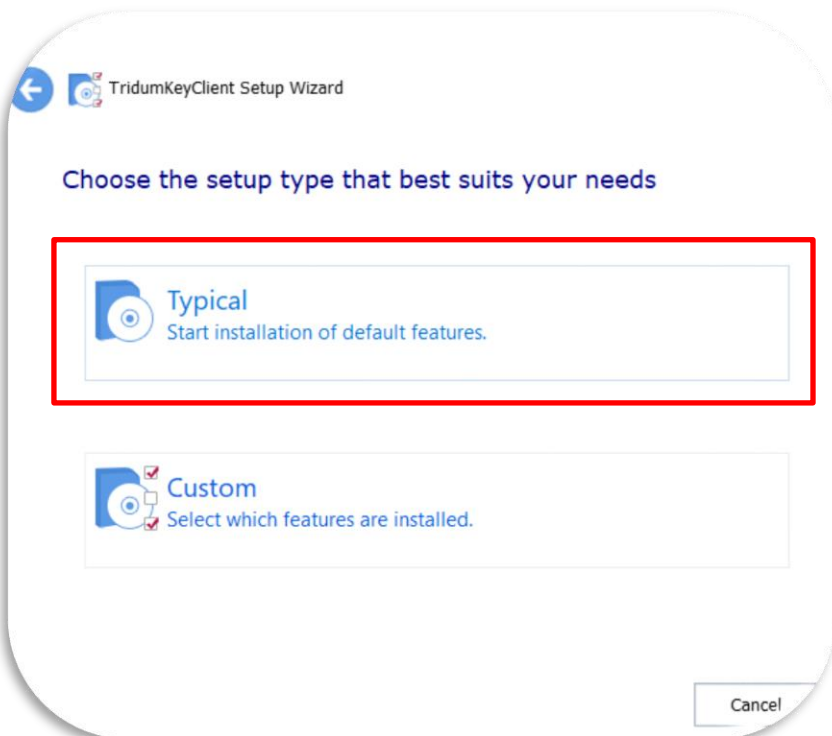 TridumKeyClient Setup Wizard
Choose the setup type that best suits your needs
Typical
Start installation of default features.
Custom
Select which features are installed.
Cancel